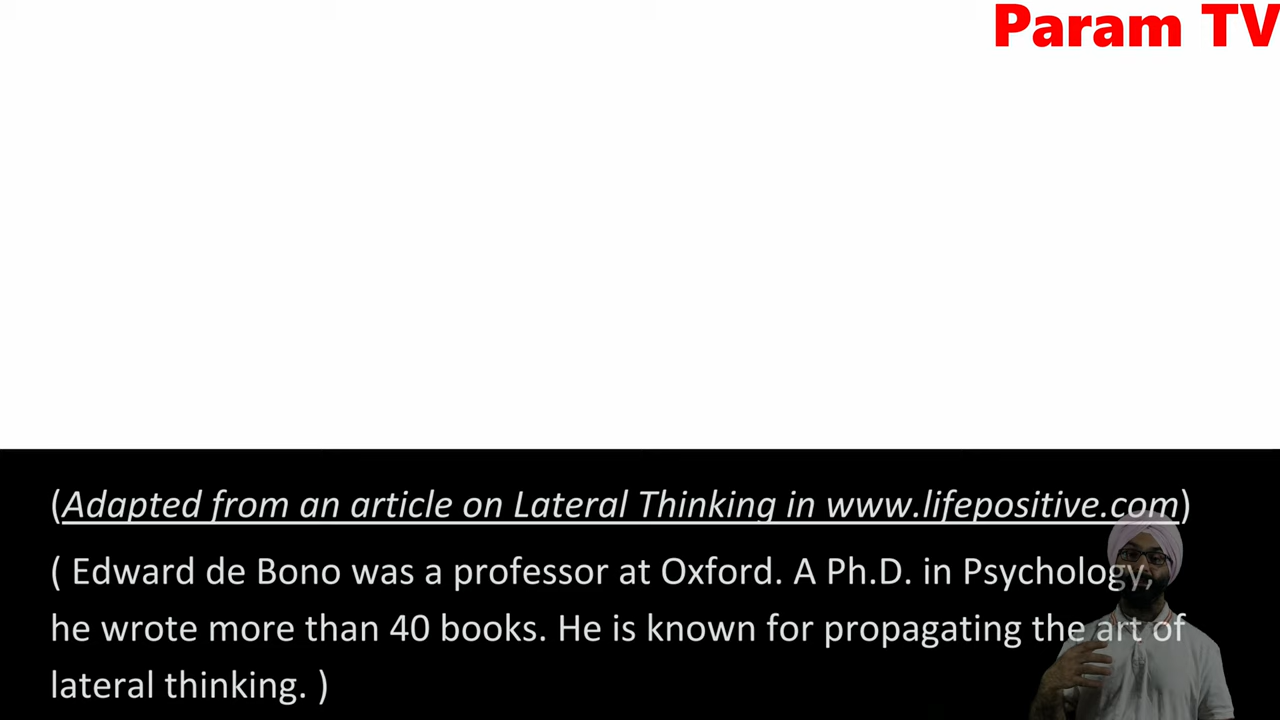 Param TV
(Adapted from an article on Lateral Thinking in www.lifepositive.com)
( Edward de Bono was a professor at Oxford. A Ph.D. in Psychology,
he wrote more than 40 books. He is known for propagating the art of
lateral thinking. )